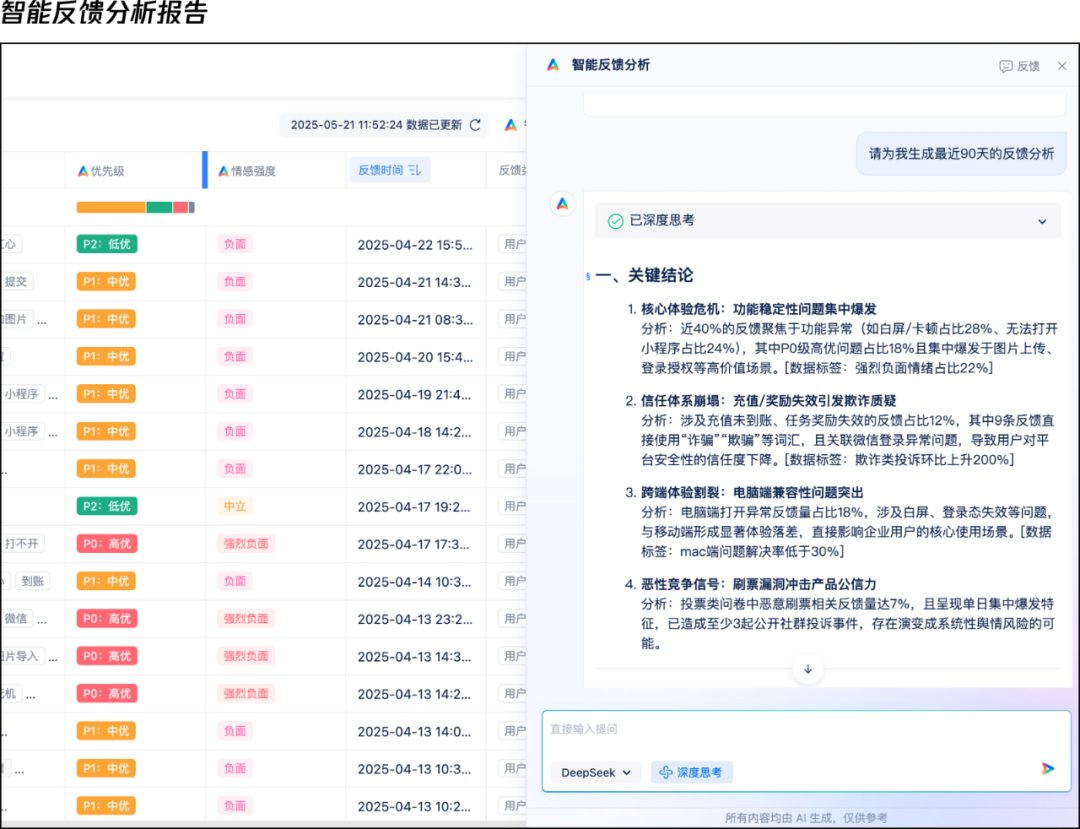 智能反馈分析报告
2025-05-21 11:52:24 数据已更新
优先级
情感强度
反馈时间
反馈
P2：低优
负面
2025-04-22 15:5...
用户
提交
P1：中优
负面
2025-04-21 14:3...
用户
图片
...
P1：中优
负面
2025-04-21 08:3...
用户
P1：中优
负面
2025-04-20 15:4...
用户
小程序
...
P1：中优
负面
2025-04-19 21:4...
用户
小程序
...
P1：中优
负面
2025-04-18 14:2...
用户
P1：中优
负面
2025-04-17 22:0...
用户
P2：低优
中立
2025-04-17 19:2...
用户
打不开
P0：高优
强烈负面
2025-04-17 17:3...
用户
到账
P1：中优
负面
2025-04-14 10:3...
用户
微信
...
P0：高优
强烈负面
2025-04-13 23:2...
用户
片导入
...
P0：高优
强烈负面
2025-04-13 14:3...
用户
机
...
P0：高优
强烈负面
2025-04-13 14:2...
用户
P1：中优
负面
2025-04-13 14:0...
用户
...
P1：中优
负面
2025-04-13 10:3...
用户
P1：中优
负面
2025-04-13 10:2...
用户
智能反馈分析
反馈
请为我生成最近90天的反馈分析
已深度思考
§ 一、关键结论
1. 核心体验危机：功能稳定性问题集中爆发
分析：近40%的反馈聚焦于功能异常（如白屏/卡顿占比28%、无法打开
小程序占比24%），其中P0级高优问题占比18%且集中爆发于图片上传、
登录授权等高价值场景。[数据标签：强烈负面情绪占比22%]
2. 信任体系崩塌：充值/奖励失效引发欺诈质疑
分析：涉及充值未到账、任务奖励失效的反馈占比12%，其中9条反馈直
接使用“诈骗”“欺骗”等词汇，且关联微信登录异常问题，导致用户对平
台安全性的信任度下降。[数据标签：欺诈类投诉环比上升200%]
3. 跨端体验割裂：电脑端兼容性问题突出
分析：电脑端打开异常反馈量占比18%，涉及白屏、登录态失效等问题，
与移动端形成显著体验落差，直接影响企业用户的核心使用场景。[数据
标签：mac端问题解决率低于30%]
4. 恶性竞争信号：刷票漏洞冲击产品公信力
分析：投票类问卷中恶意刷票相关反馈量达7%，且呈现单日集中爆发特
征，已造成至少3起公开社群投诉事件，存在演变成系统性舆情风险的可
能。
直接输入提问
DeepSeek
深度思考
所有内容均由 AI 生成，仅供参考